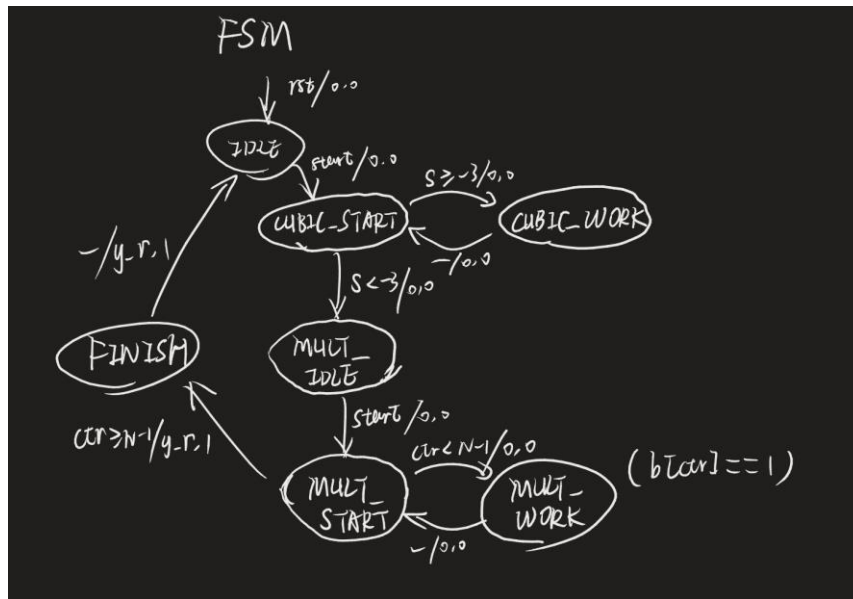 FSM
rst/0,0
IDLE
start/0,0
S≥-3/0,0
CUBIC_START
CUBIC_WORK
-/0,0
-/y_r,1
S<-3/0,0
FINISH
MULT_
IDLE
start/0,0
ctr≥N-1/y_r,1
ctr<N-1/0,0
(b[ctr]==1)
MULT_
START
MULT_
WORK
-/0,0